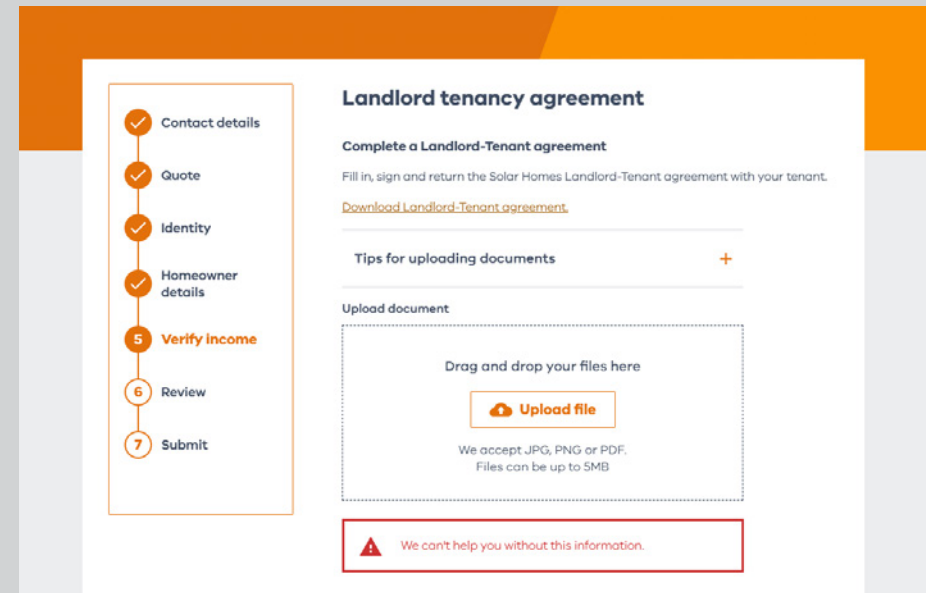 Contact details
Quote
Identity
Homeowner
details
5 Verify income
6 Review
7 Submit
Landlord tenancy agreement
Complete a Landlord-Tenant agreement
Fill in, sign and return the Solar Homes Landlord-Tenant agreement with your tenant.
Download Landlord-Tenant agreement.
Tips for uploading documents +
Upload document
Drag and drop your files here
Upload file
We accept JPG, PNG or PDF.
Files can be up to 5MB
We can't help you without this information.